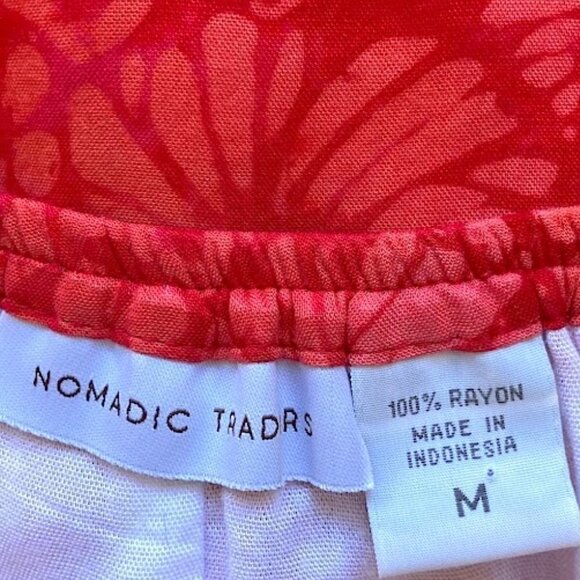 NOMADIC TRADRS
100% RAYON
MADE IN
INDONESIA
M